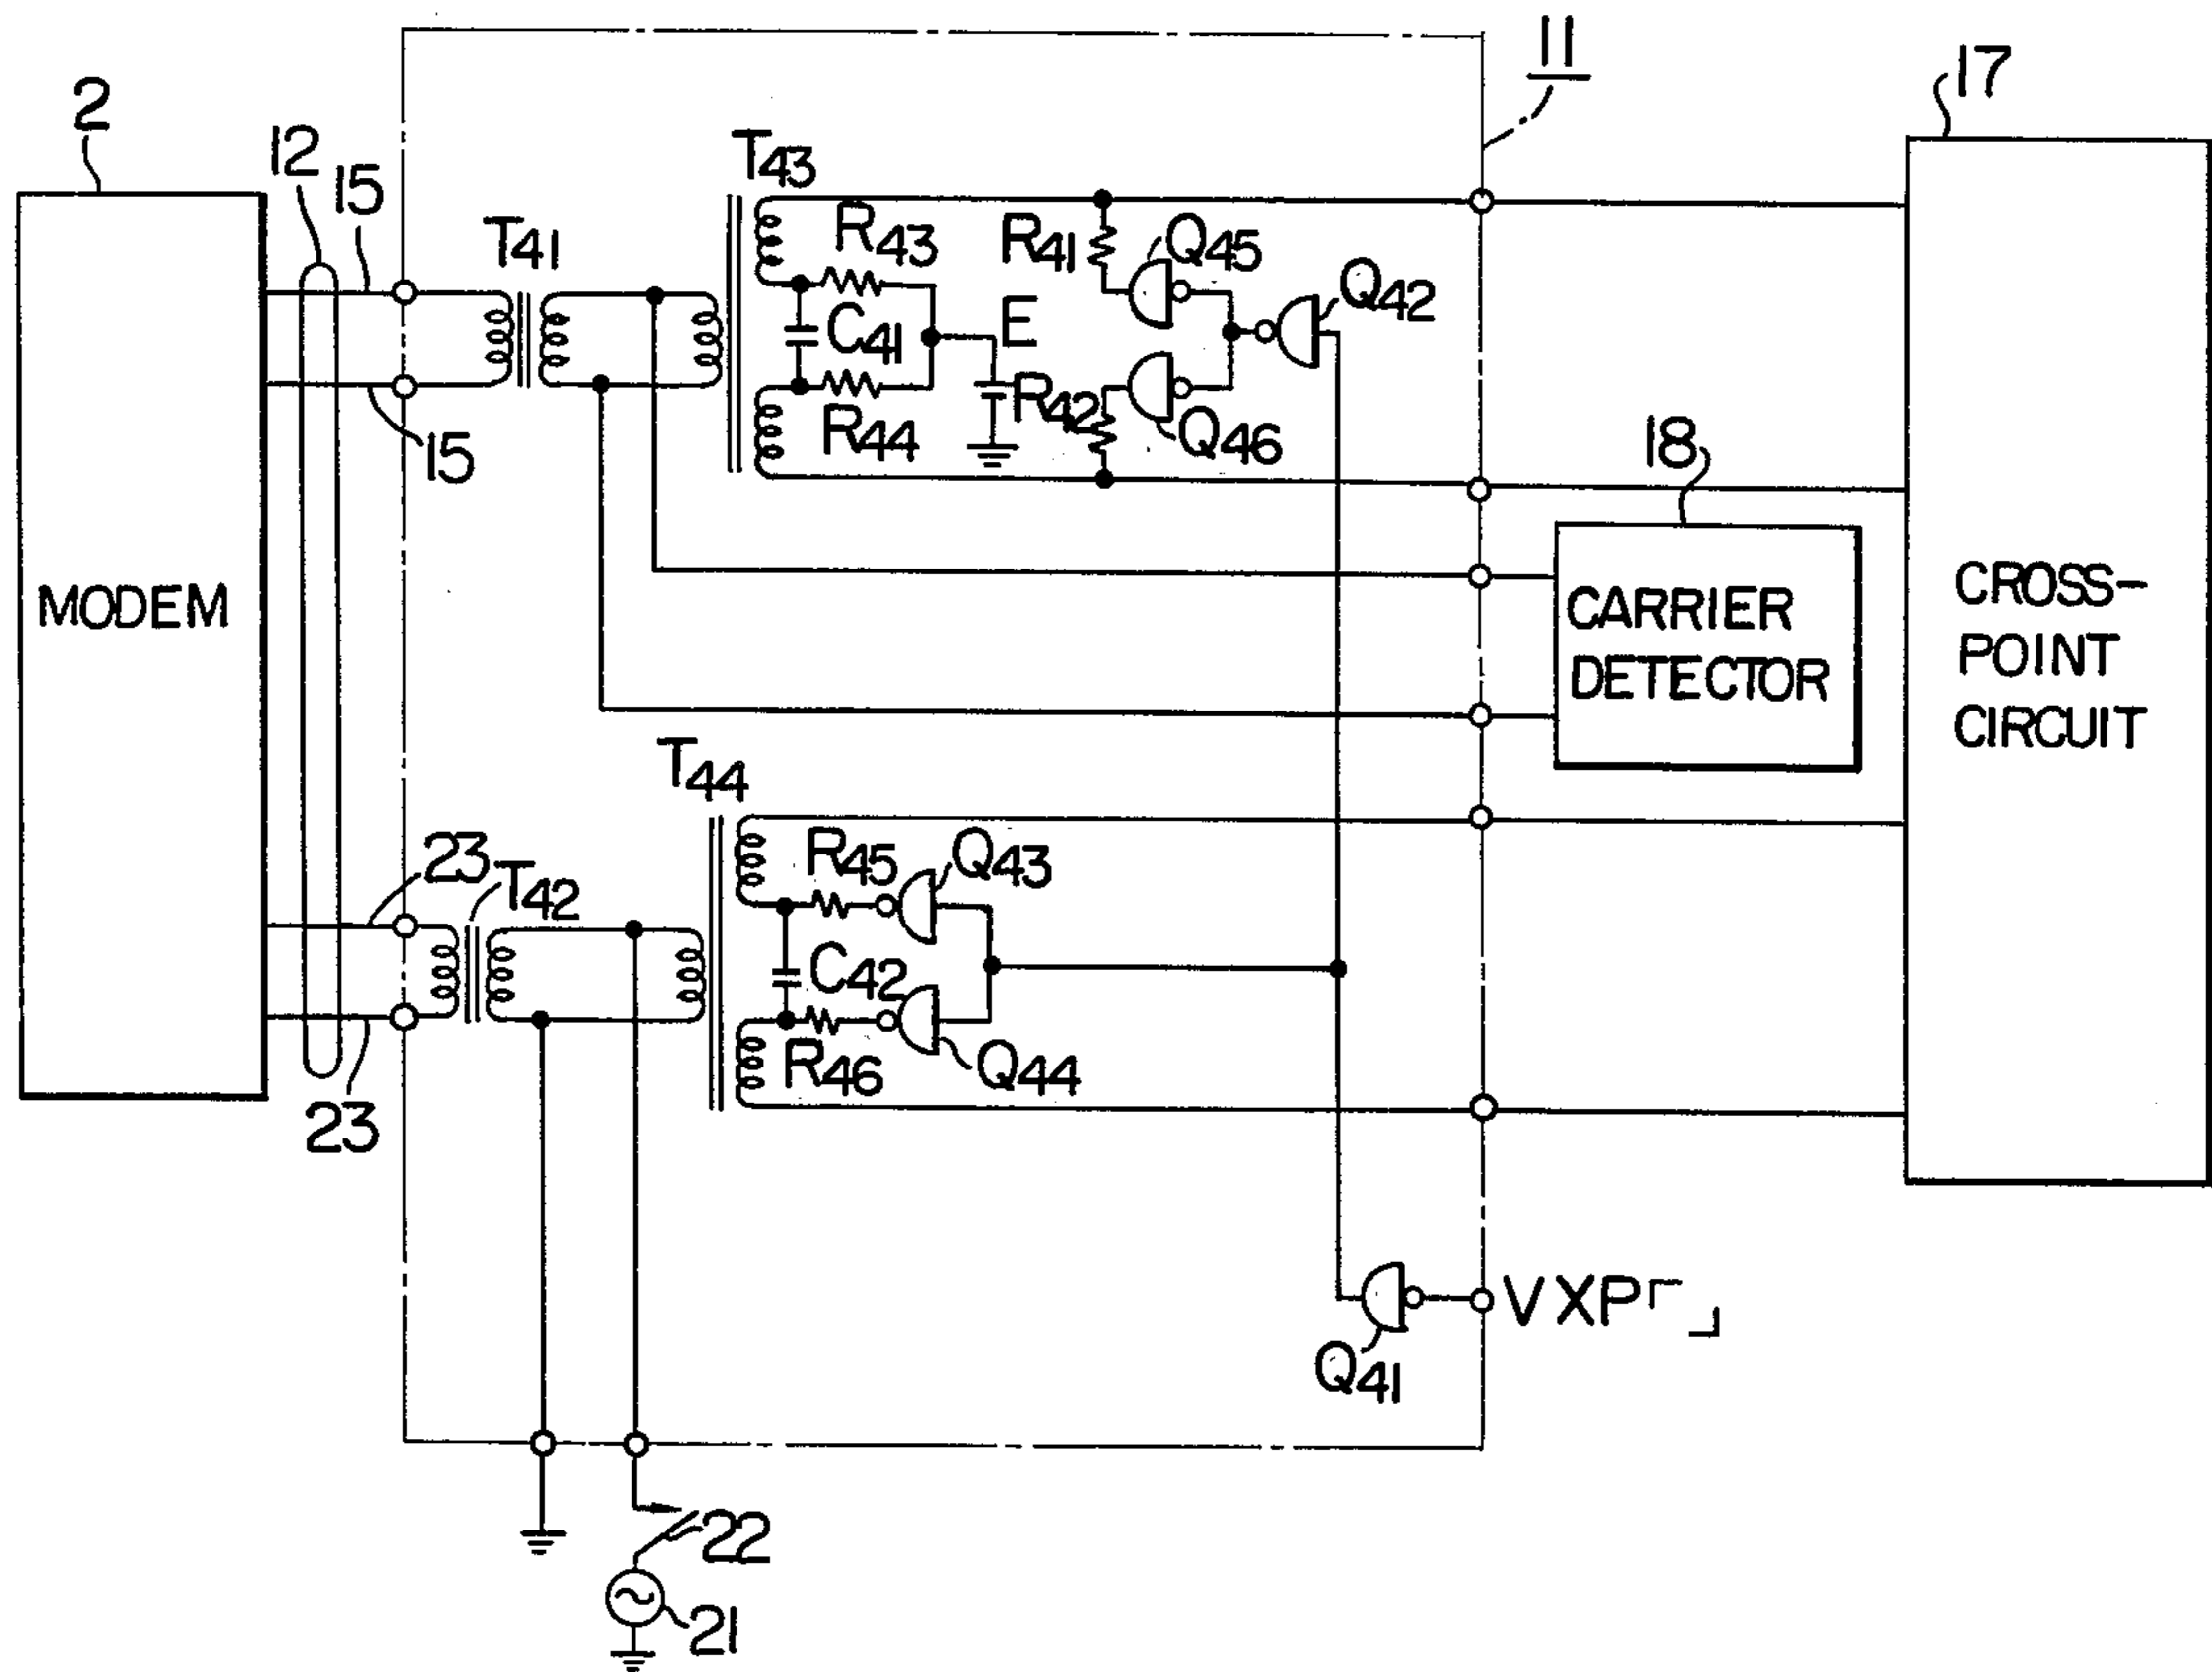 11
17
2
12
15
T43
T41
R43
R41
Q45
Q42
C41
E
R42
R44
Q46
15
18
MODEM
CARRIER
DETECTOR
CROSS-
POINT
CIRCUIT
T44
23
T42
R45
Q43
C42
R46
Q44
23
VXP
Q41
22
21